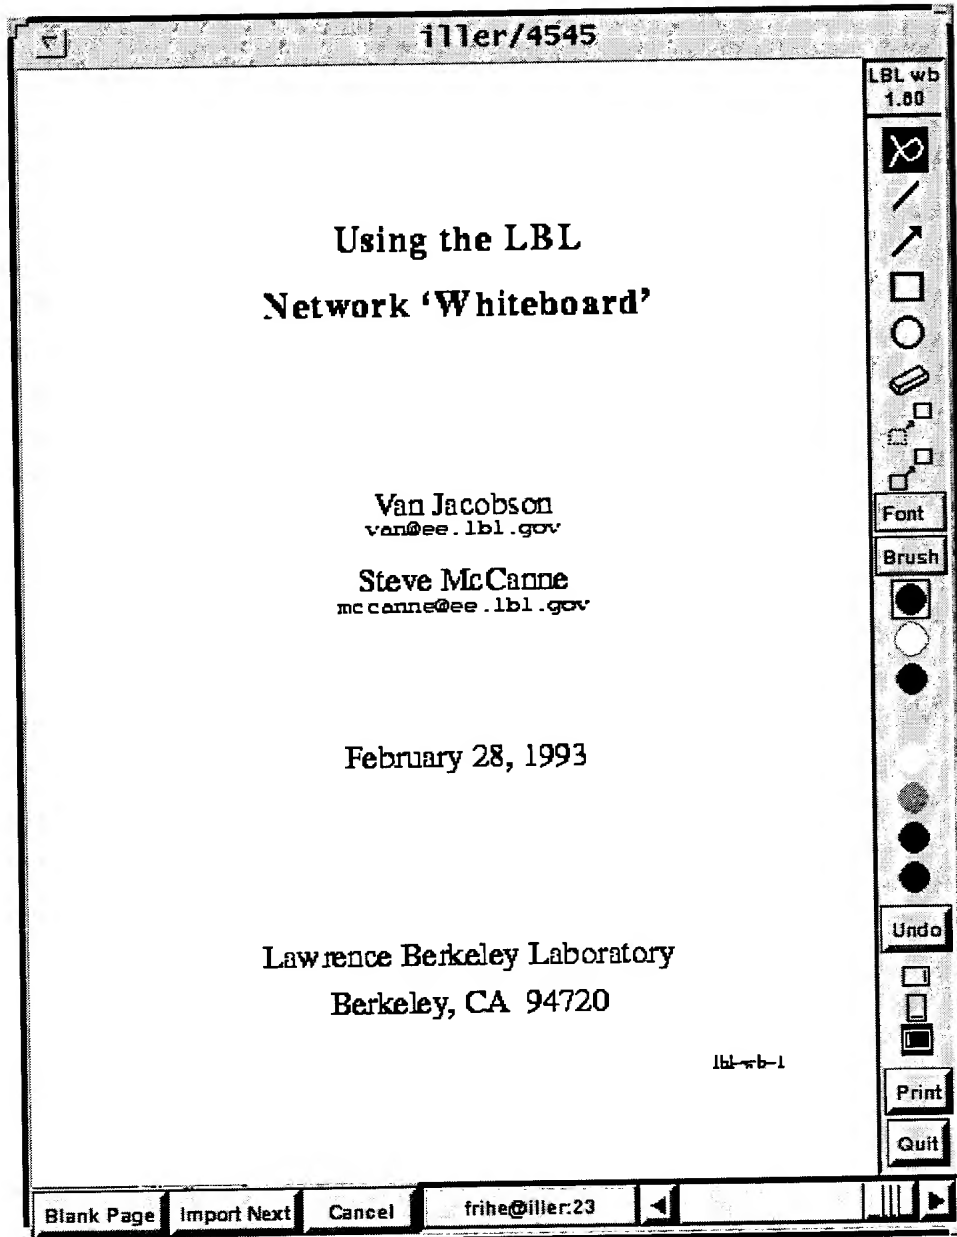 iller/4545
LBL wb
1.60
Using the LBL
Network ‘Whiteboard’
Van Jacobson
van@ee.lbl.gov
Steve McCanne
mccanne@ee.lbl.gov
February 28, 1993
Lawrence Berkeley Laboratory
Berkeley, CA 94720
lbl-wb-1
Font
Brush
Undo
Print
Quit
Blank Page
Import Next
Cancel
frihe@iller:23